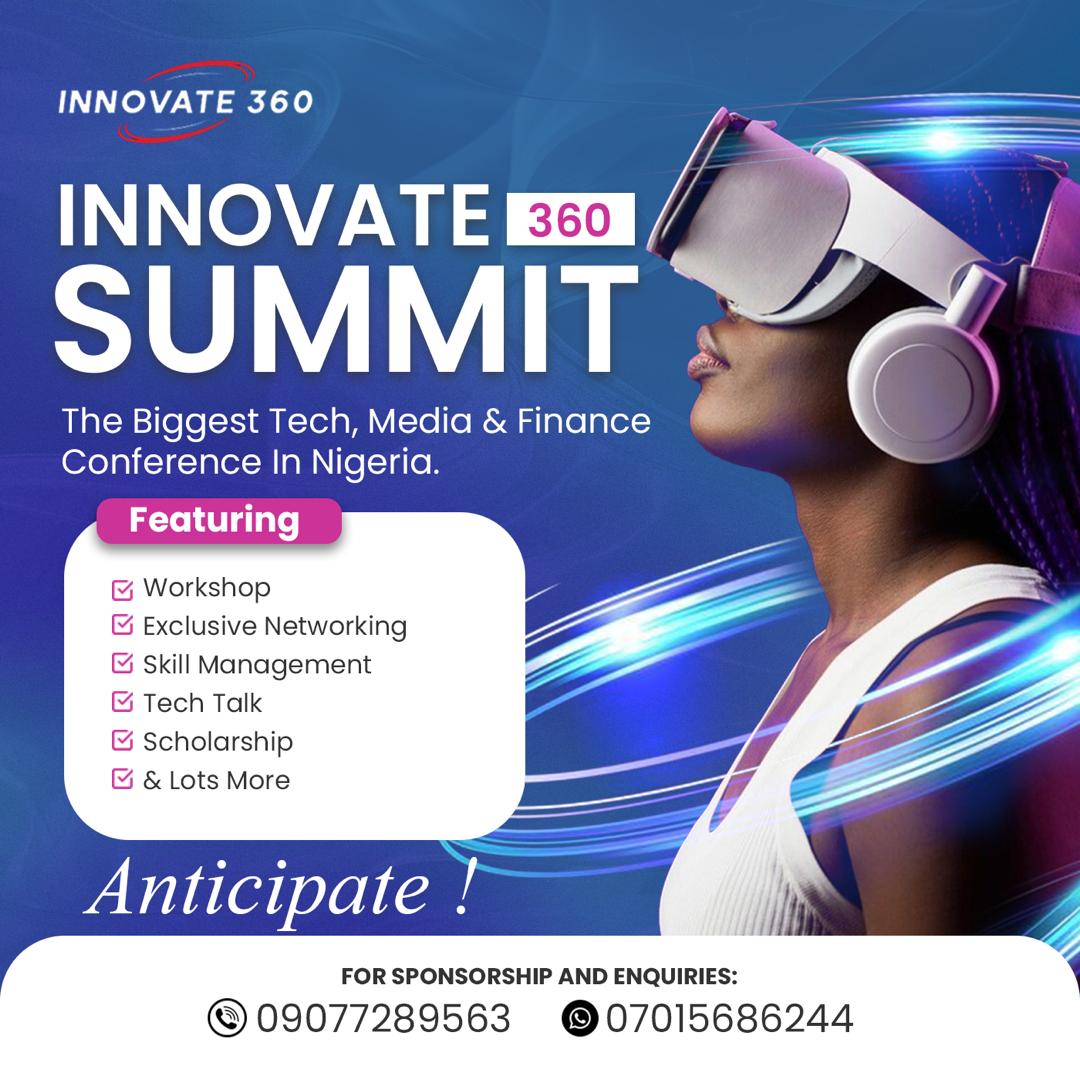 INNOVATE 360
INNOVATE 360
SUMMIT
The Biggest Tech, Media & Finance
Conference In Nigeria.
Featuring
Workshop
Exclusive Networking
Skill Management
Tech Talk
Scholarship
& Lots More
Anticipate !
FOR SPONSORSHIP AND ENQUIRIES:
09077289563 07015686244